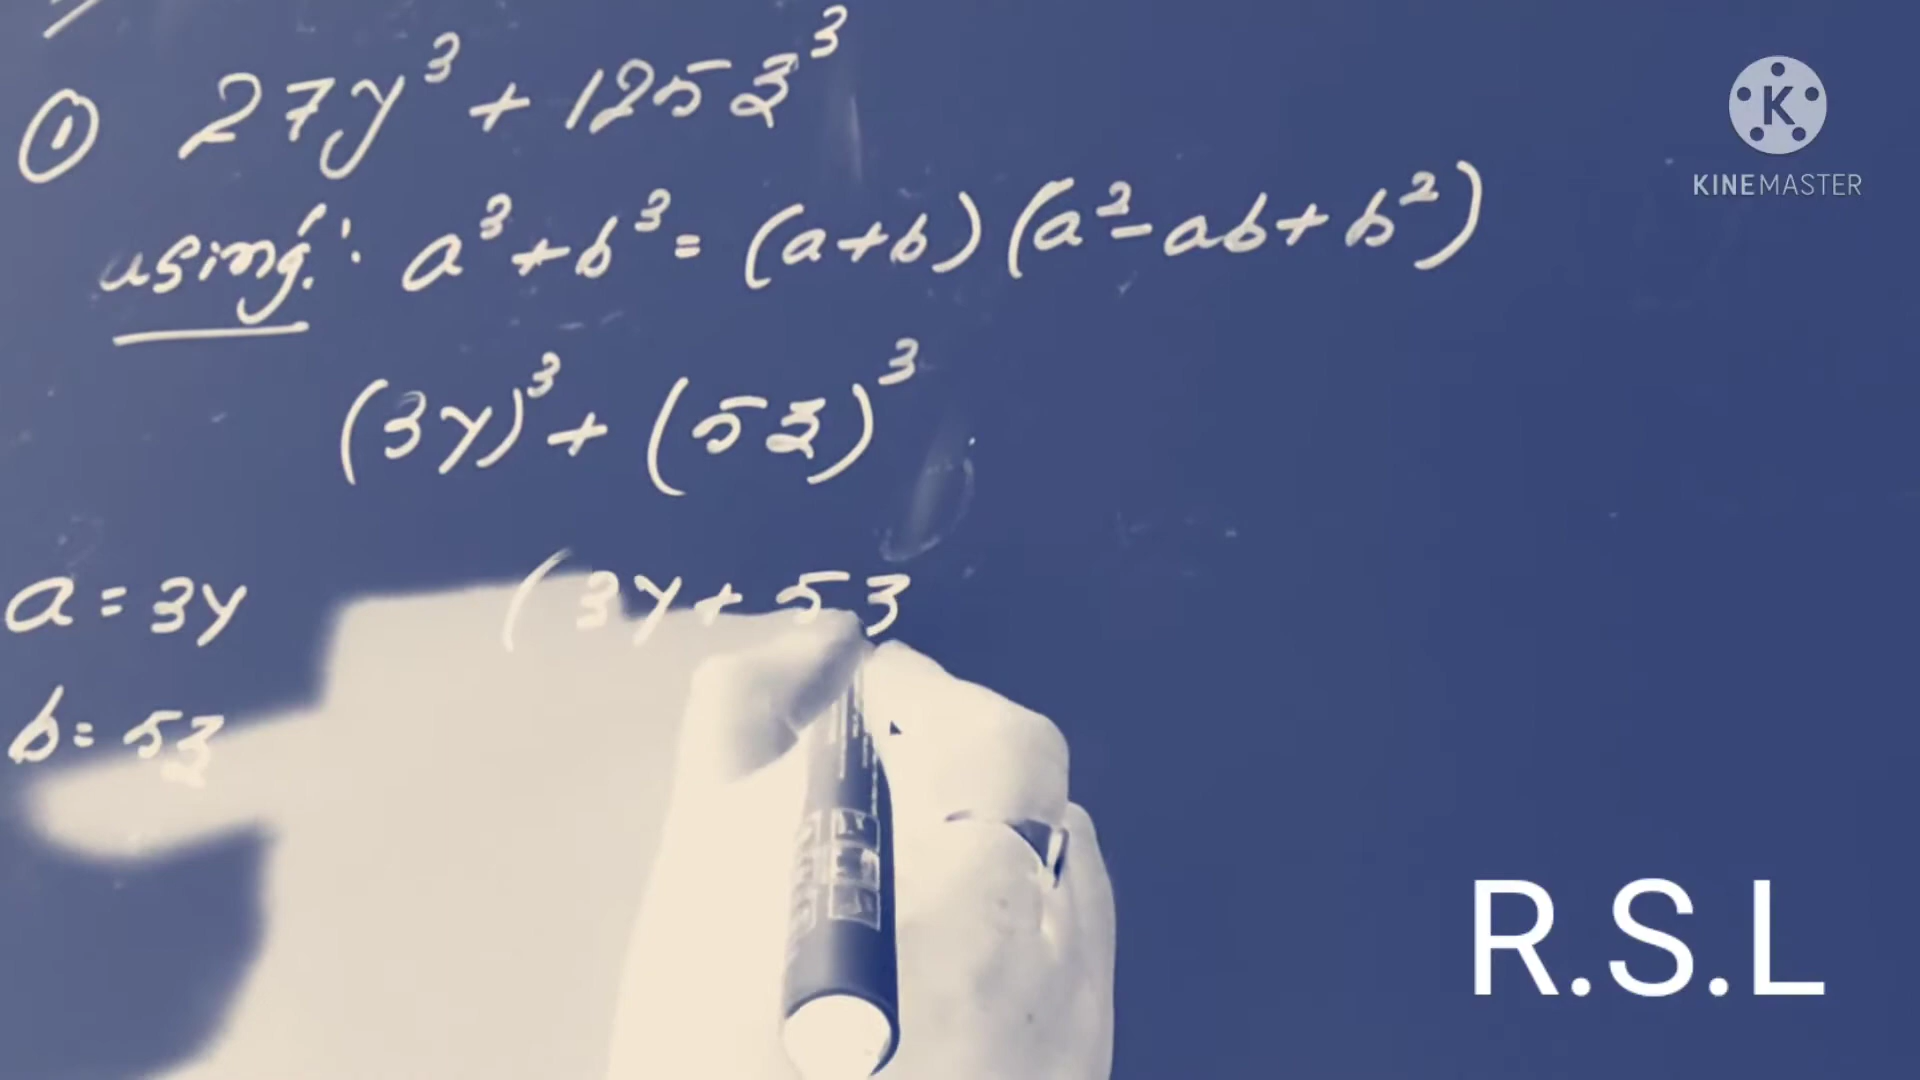 ① 27y³ + 125z³
using: a³ + b³ = (a+b) (a² - ab + b²)
(3y)³ + (5z)³
a = 3y
(3y + 5z
b = 5z
KINEMASTER
R.S.L